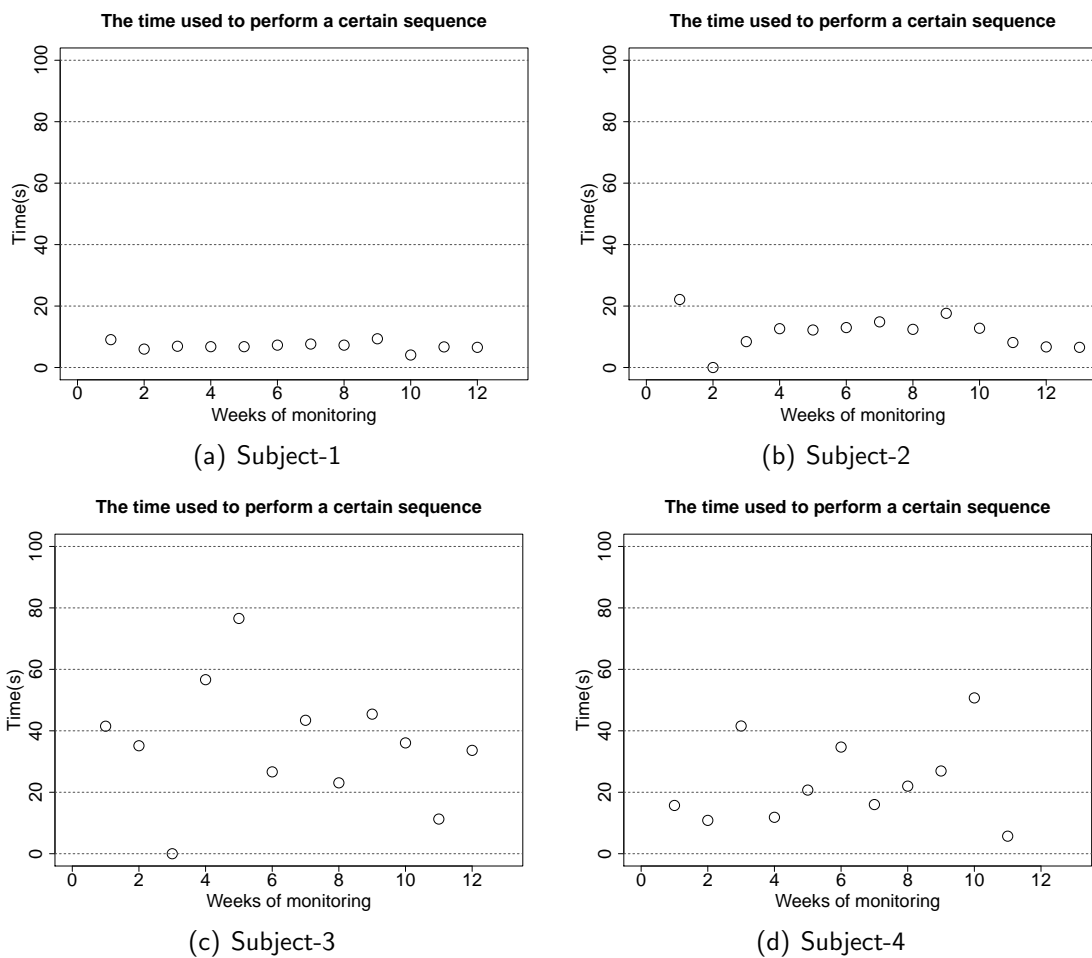 The time used to perform a certain sequence
100
80
60
40
20
0
Time(s)
0 2 4 6 8 10 12
Weeks of monitoring
(a) Subject-1
The time used to perform a certain sequence
100
80
60
40
20
0
Time(s)
0 2 4 6 8 10 12
Weeks of monitoring
(b) Subject-2
The time used to perform a certain sequence
100
80
60
40
20
0
Time(s)
0 2 4 6 8 10 12
Weeks of monitoring
(c) Subject-3
The time used to perform a certain sequence
100
80
60
40
20
0
Time(s)
0 2 4 6 8 10 12
Weeks of monitoring
(d) Subject-4